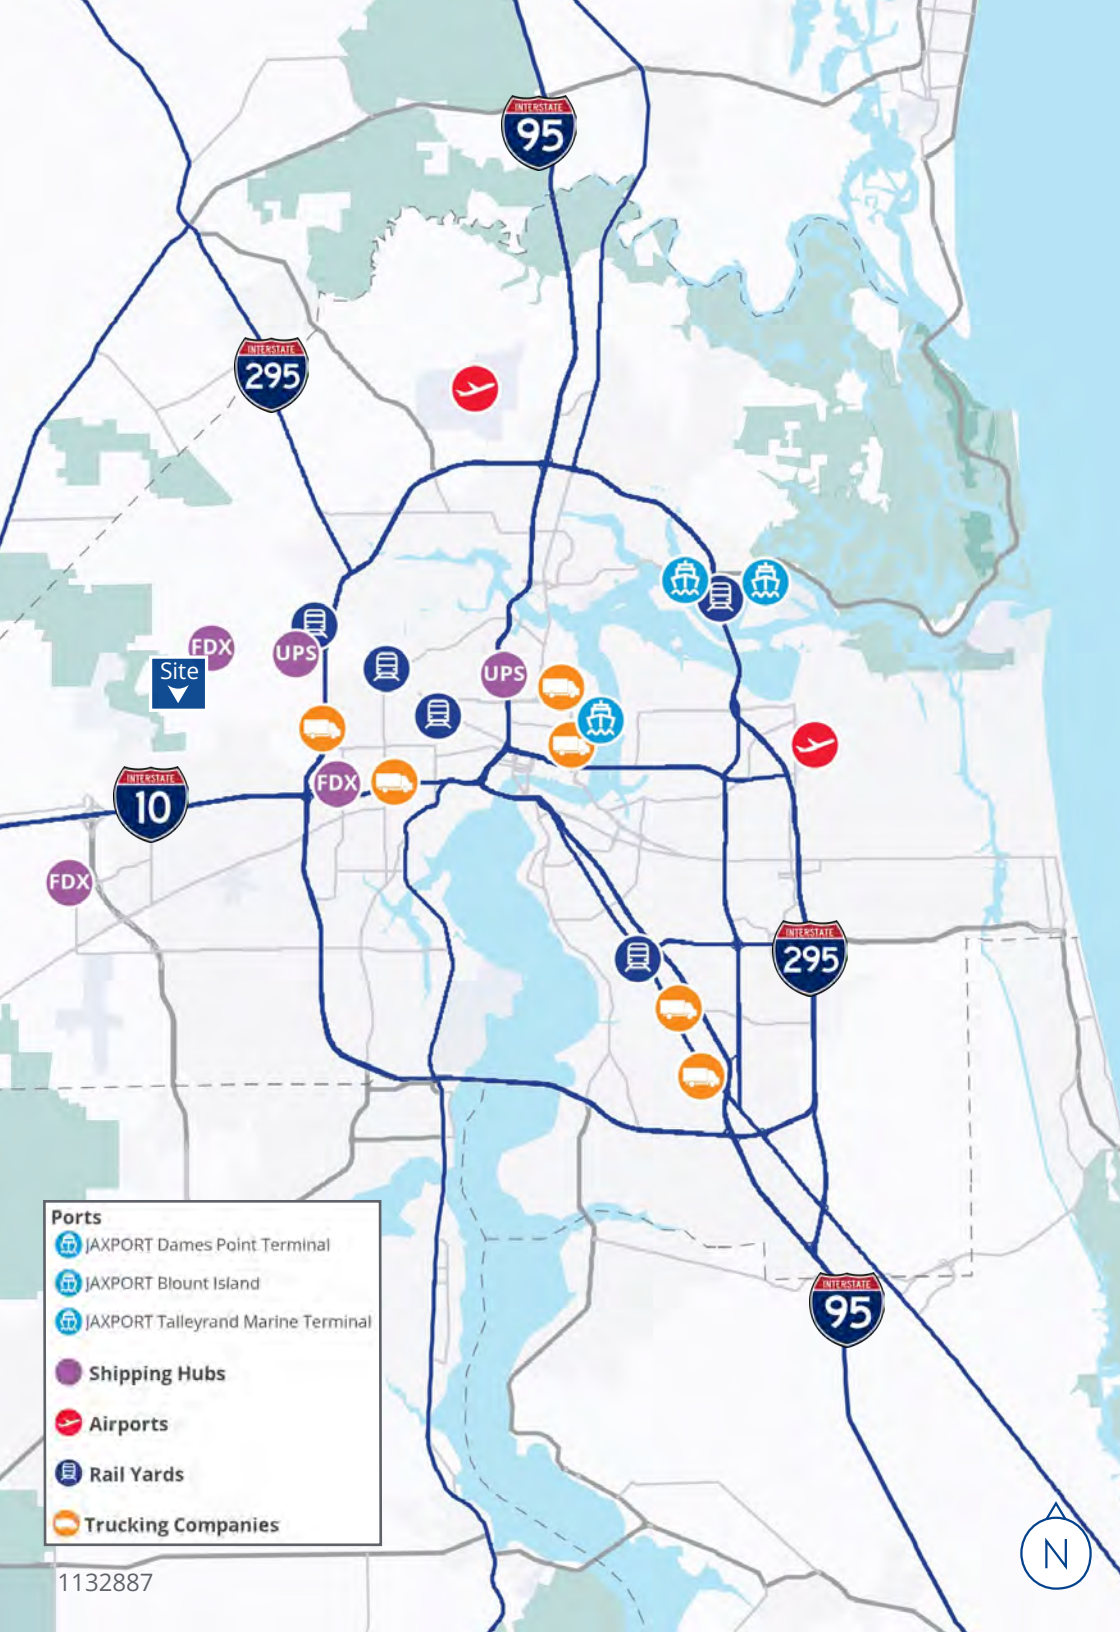 INTERSTATE
95
INTERSTATE
295
FDX
UPS
Site
UPS
FDX
INTERSTATE
10
FDX
INTERSTATE
295
INTERSTATE
95
Ports
JAXPORT Dames Point Terminal
JAXPORT Blount Island
JAXPORT Talleyrand Marine Terminal
Shipping Hubs
Airports
Rail Yards
Trucking Companies
N
1132887